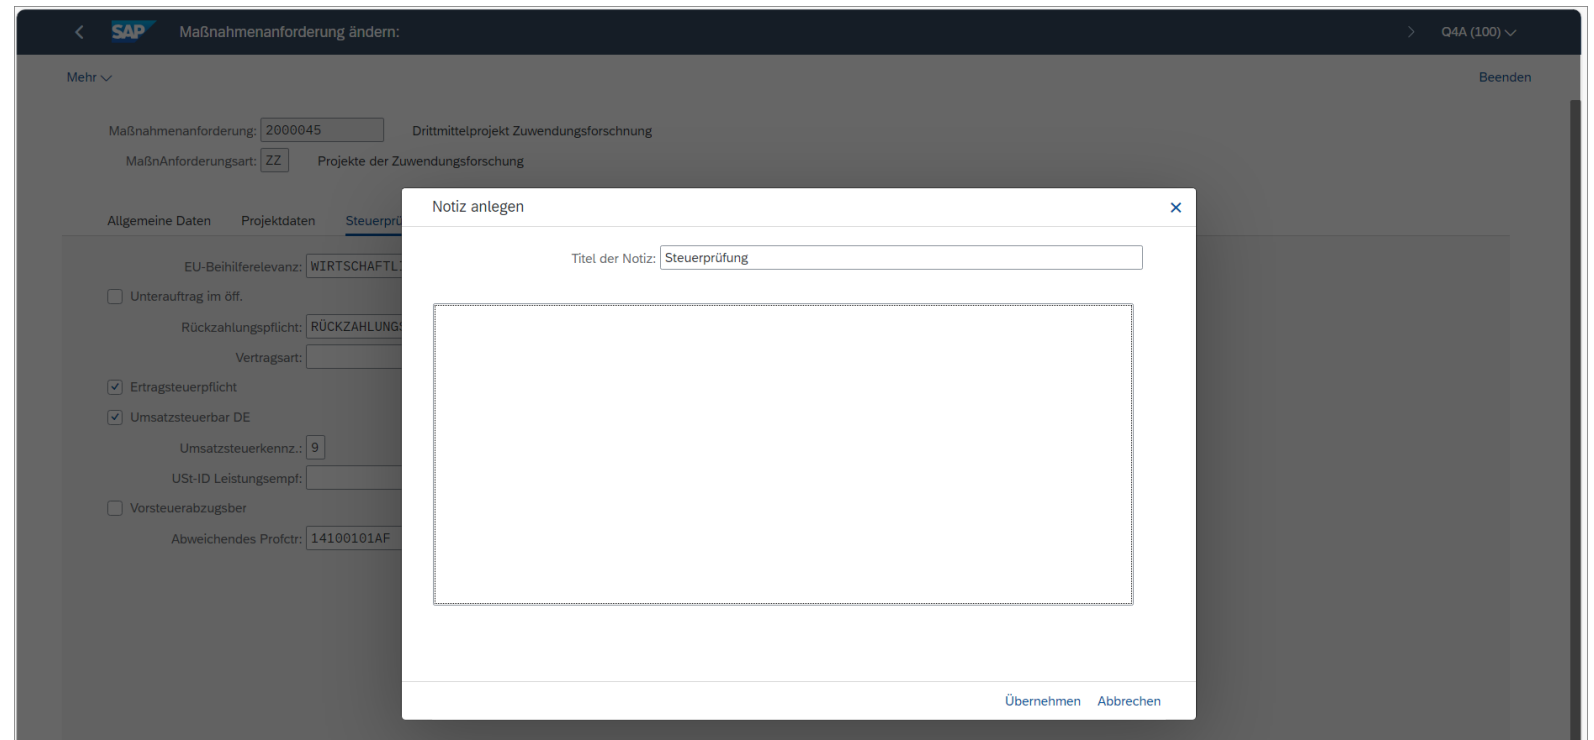 SAP Maßnahmenanforderung ändern: Q4A (100)
Mehr Beenden
Maßnahmenanforderung: 2000045 Drittmittelprojekt Zuwendungsforschnung
MaßnAnforderungsart: ZZ Projekte der Zuwendungsforschung
Allgemeine Daten Projektdaten
EU-Beihilferelevanz:
Unterauftrag im öff.
Rückzahlungspflicht:
Vertragsart:
Ertragsteuerpflicht
Umsatzsteuerbar DE
Umsatzsteuerkennz.: 9
USt-ID Leistungsempf:
Vorsteuerabzugsber
Abweichendes Profctr: 14100101AF
Notiz anlegen
Titel der Notiz: Steuerprüfung
Übernehmen Abbrechen